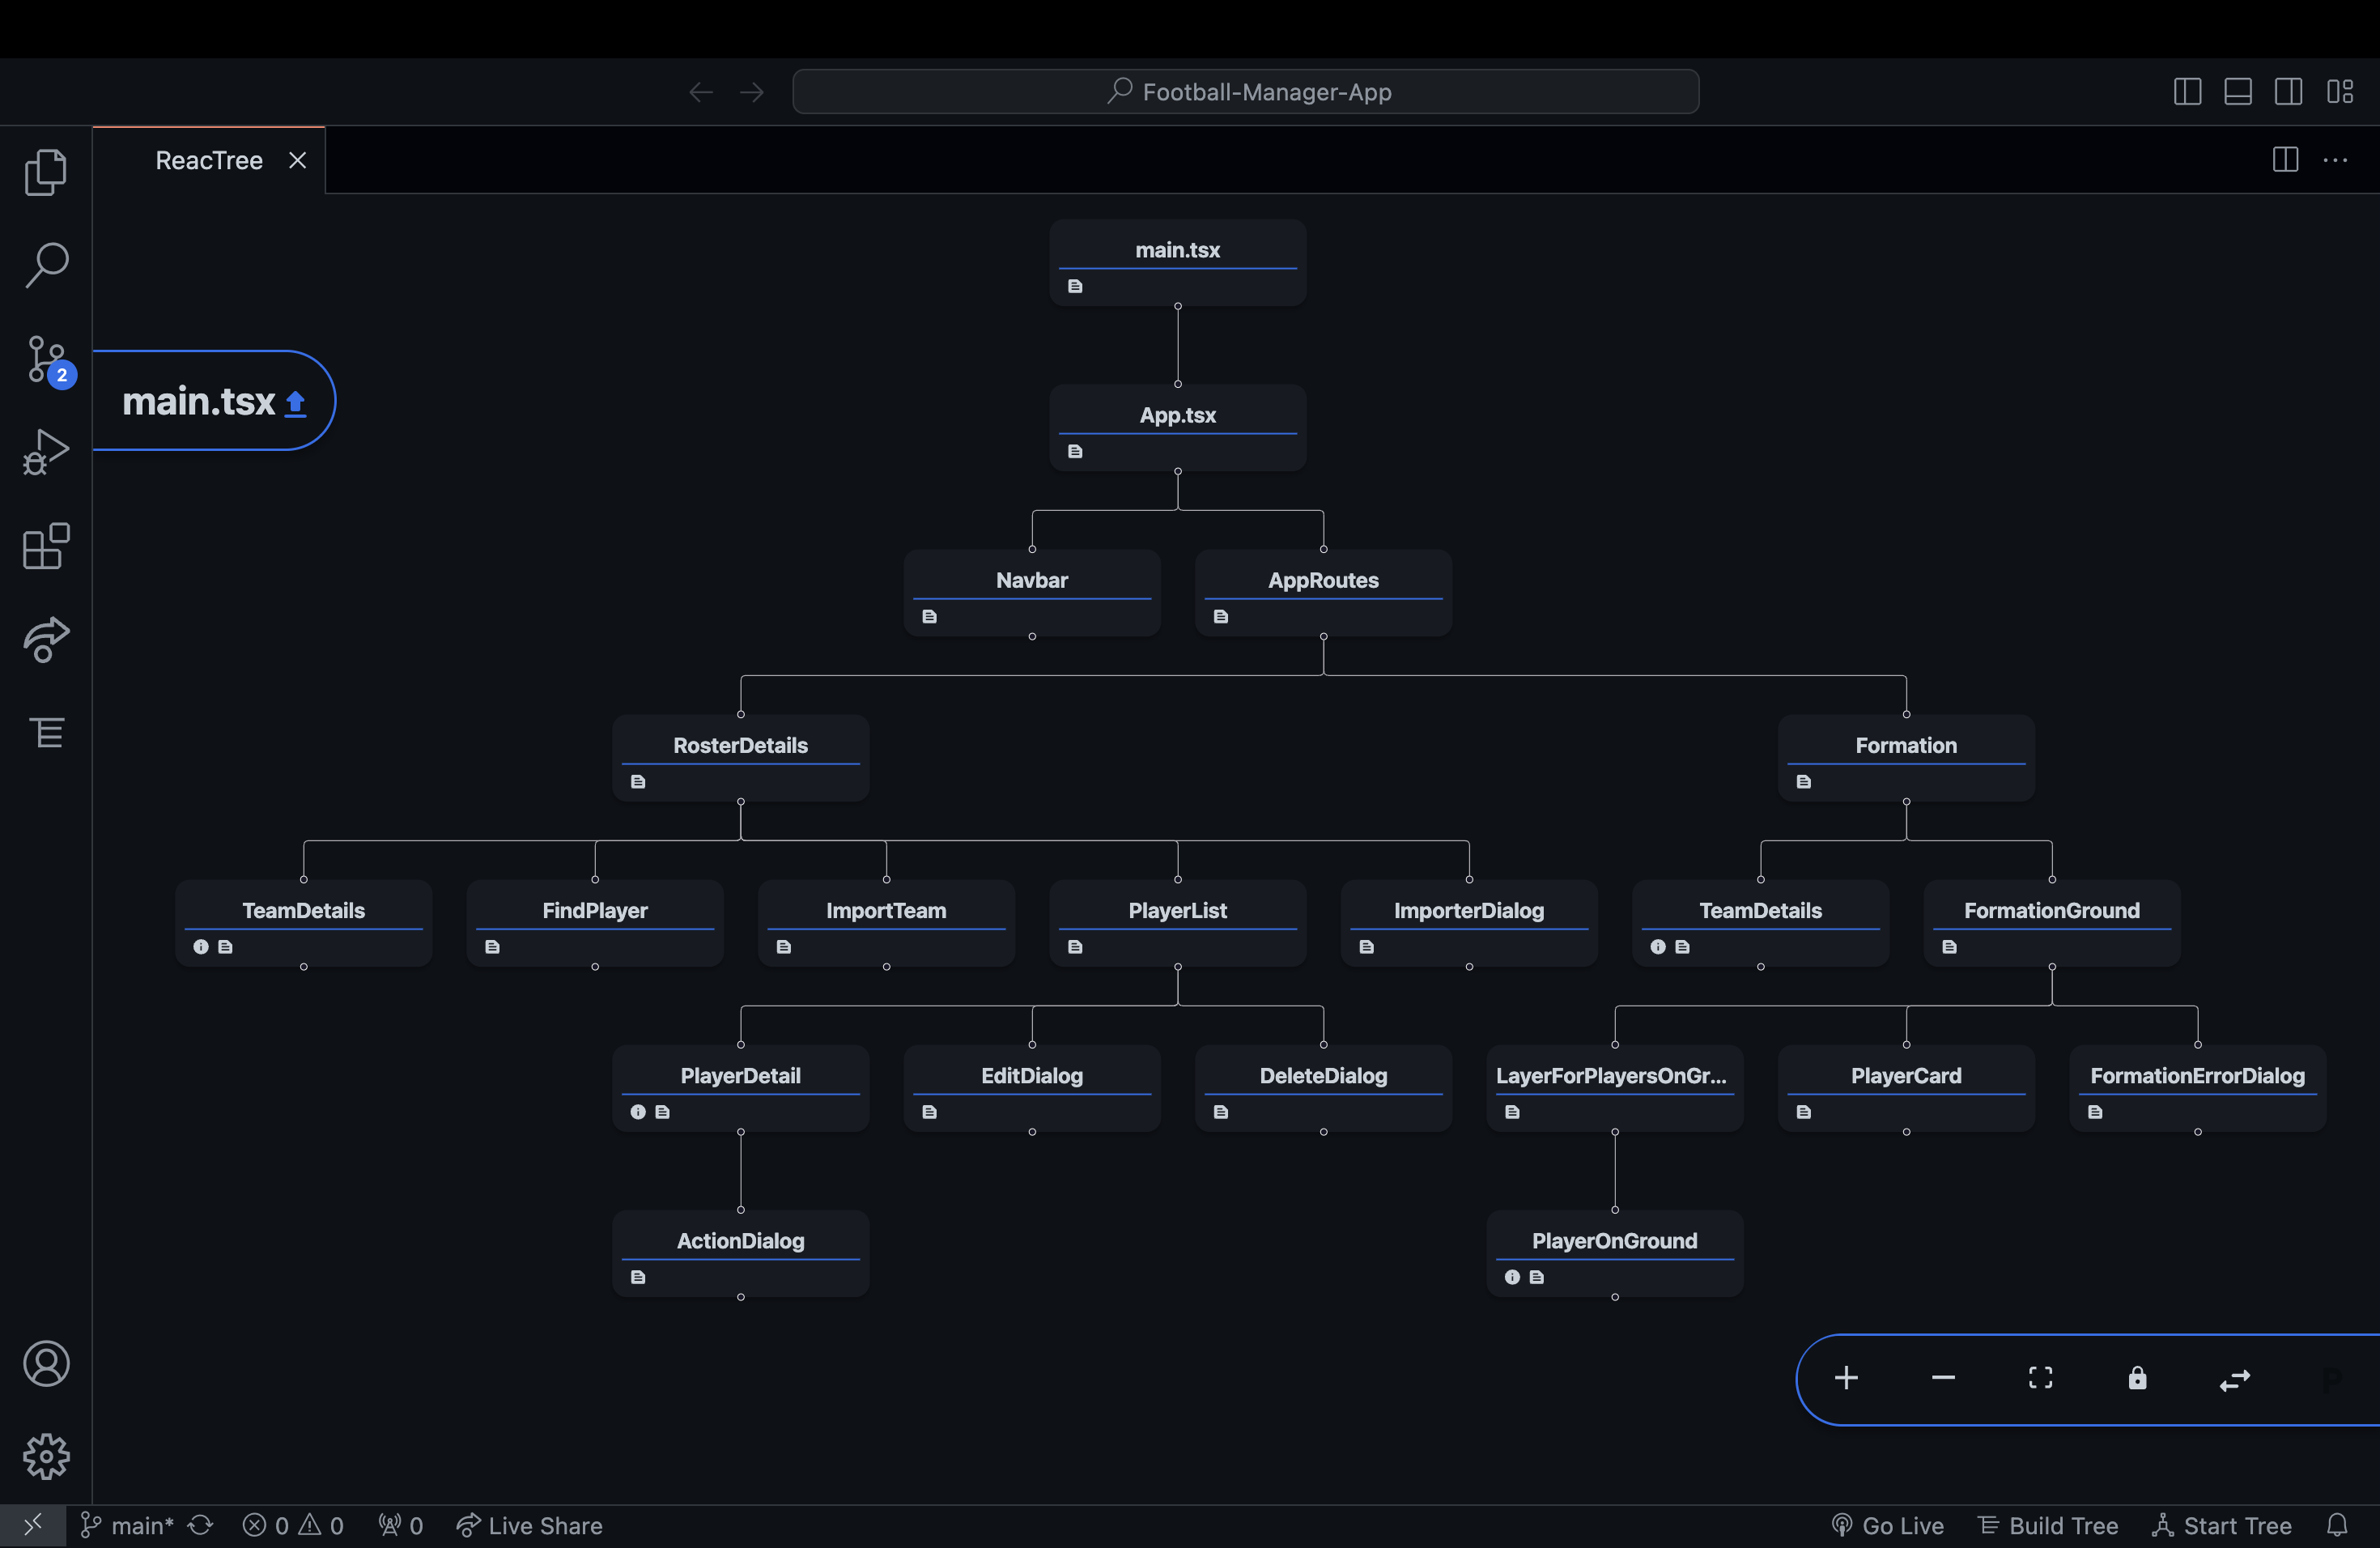 Football-Manager-App
ReacTree
main.tsx
main.tsx
App.tsx
2
Navbar
AppRoutes
RosterDetails
Formation
TeamDetails
FindPlayer
ImportTeam
PlayerList
ImporterDialog
TeamDetails
FormationGround
PlayerDetail
EditDialog
DeleteDialog
LayerForPlayersOnGr...
PlayerCard
FormationErrorDialog
ActionDialog
PlayerOnGround
main* 0 0 0 Live Share
Go Live Build Tree Start Tree